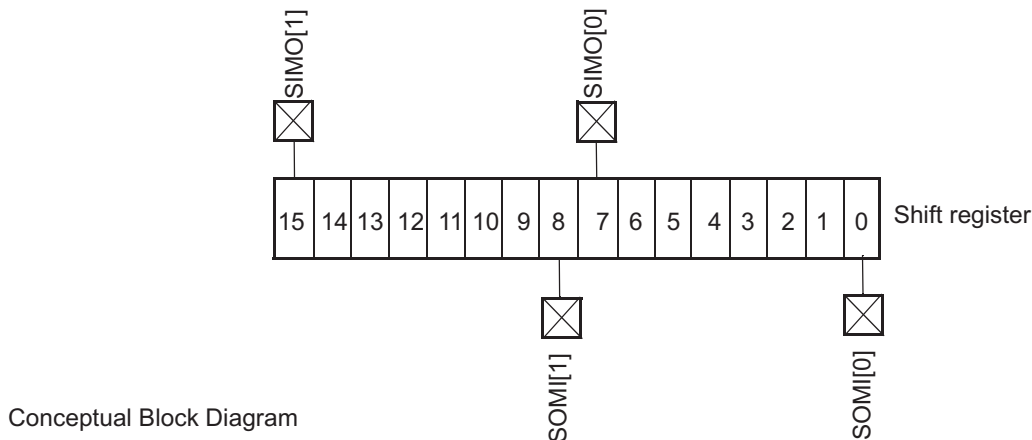 SIMO[1]
SIMO[0]
15 14 13 12 11 10 9 8 7 6 5 4 3 2 1 0
Shift register
SOMI[1]
SOMI[0]
Conceptual Block Diagram